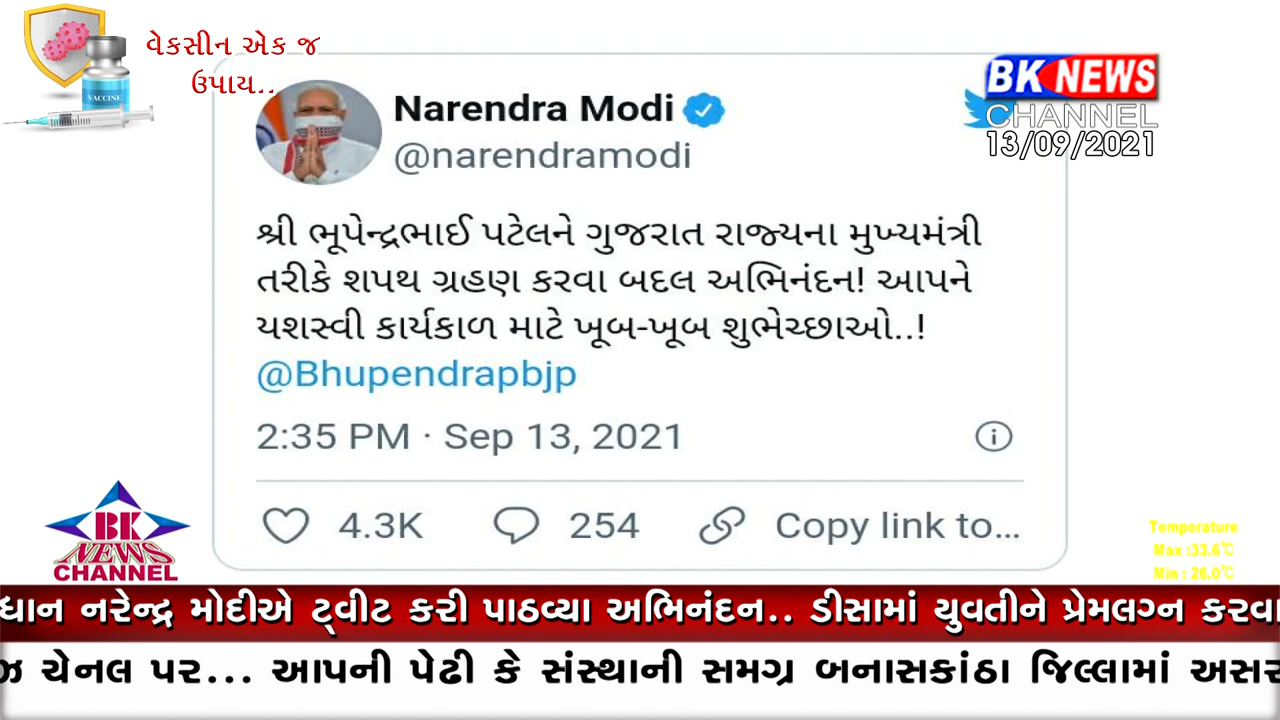 વેકસીન એક જ
ઉપાય..
VACCINE
BK NEWS
CHANNEL
13/09/2021
Narendra Modi
@narendramodi
શ્રી ભૂપેન્દ્રભાઈ પટેલને ગુજરાત રાજ્યના મુખ્યમંત્રી
તરીકે શપથ ગ્રહણ કરવા બદલ અભિનંદન! આપને
યશસ્વી કાર્યકાળ માટે ખૂબ-ખૂબ શુભેચ્છાઓ..!
@Bhupendrapbjp
2:35 PM · Sep 13, 2021
4.3K 254 Copy link to...
BK
NEWS
CHANNEL
Temperature
Max :33.6°C
Min : 26.0°C
ધાન નરેન્દ્ર મોદીએ ટ્વીટ કરી પાઠવ્યા અભિનંદન.. ડીસામાં યુવતીને પ્રેમલગ્ન કરવા
ઝ ચેનલ પર... આપની પેઢી કે સંસ્થાની સમગ્ર બનાસકાંઠા જિલ્લામાં અસર